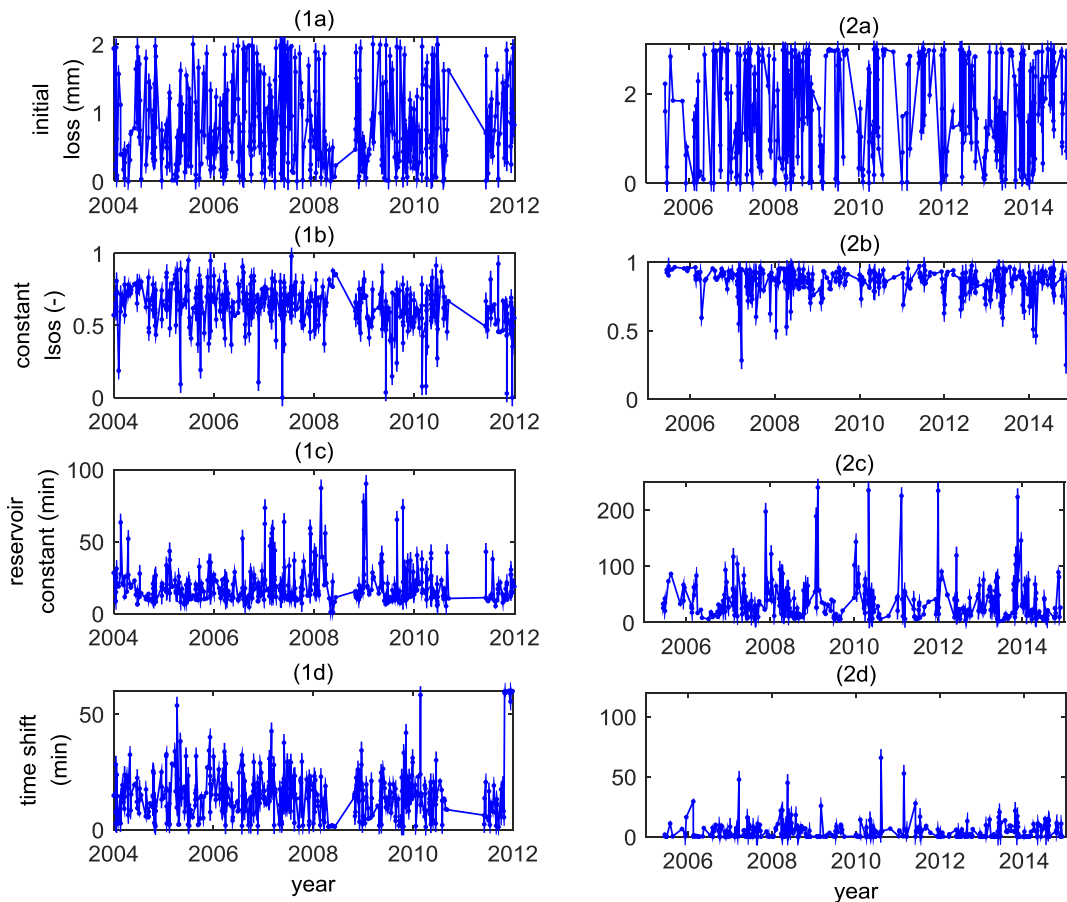 (1a)
initial
loss (mm)
2
1
0
2004 2006 2008 2010 2012
(2a)
2
0
2006 2008 2010 2012 2014
(1b)
constant
lsos (-)
1
0.5
0
2004 2006 2008 2010 2012
(2b)
1
0.5
0
2006 2008 2010 2012 2014
(1c)
reservoir
constant (min)
100
50
0
2004 2006 2008 2010 2012
(2c)
200
100
0
2006 2008 2010 2012 2014
(1d)
time shift
(min)
50
0
2004 2006 2008 2010 2012
year
(2d)
100
50
0
2006 2008 2010 2012 2014
year